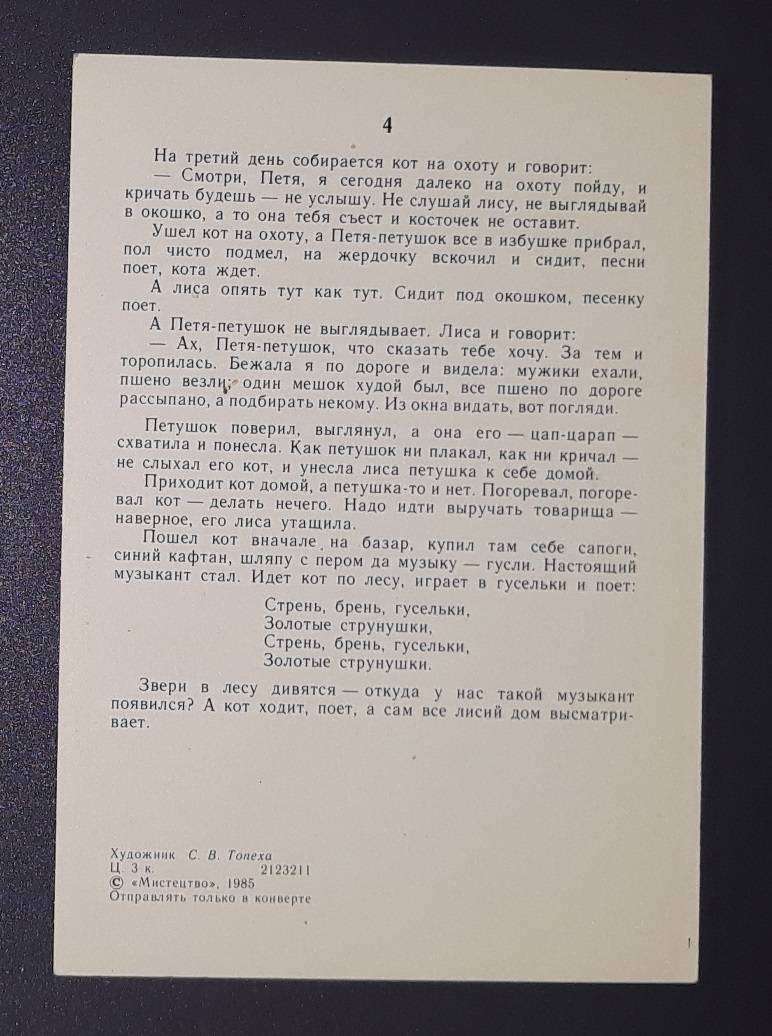 4
На третий день собирается кот на охоту и говорит:
— Смотри, Петя, я сегодня далеко на охоту пойду, и
кричать будешь — не услышу. Не слушай лису, не выглядывай
в окошко, а то она тебя съест и косточек не оставит.
Ушел кот на охоту, а Петя-петушок все в избушке прибрал,
пол чисто подмел, на жердочку вскочил и сидит, песни
поет, кота ждет.
А лиса опять тут как тут. Сидит под окошком, песенку
поет.
А Петя-петушок не выглядывает. Лиса и говорит:
— Ах, Петя-петушок, что сказать тебе хочу. За тем и
торопилась. Бежала я по дороге и видела: мужики ехали,
пшено везли; один мешок худой был, все пшено по дороге
рассыпано, а подбирать некому. Из окна видать, вот погляди.
Петушок поверил, выглянул, а она его — цап-царап —
схватила и понесла. Как петушок ни плакал, как ни кричал —
не слыхал его кот, и унесла лиса петушка к себе домой.
Приходит кот домой, а петушка-то и нет. Погоревал, погоре-
вал кот — делать нечего. Надо идти выручать товарища —
наверное, его лиса утащила.
Пошел кот вначале на базар, купил там себе сапоги,
синий кафтан, шляпу с пером да музыку — гусли. Настоящий
музыкант стал. Идет кот по лесу, играет в гусельки и поет:
Стрень, брень, гусельки,
Золотые струнушки,
Стрень, брень, гусельки,
Золотые струнушки.
Звери в лесу дивятся — откуда у нас такой музыкант
появился? А кот ходит, поет, а сам все лисий дом высматри-
вает.
Художник С. В. Топеха
Ц. 3 к. 2123211
© «Мистецтво», 1985
Отправлять только в конверте